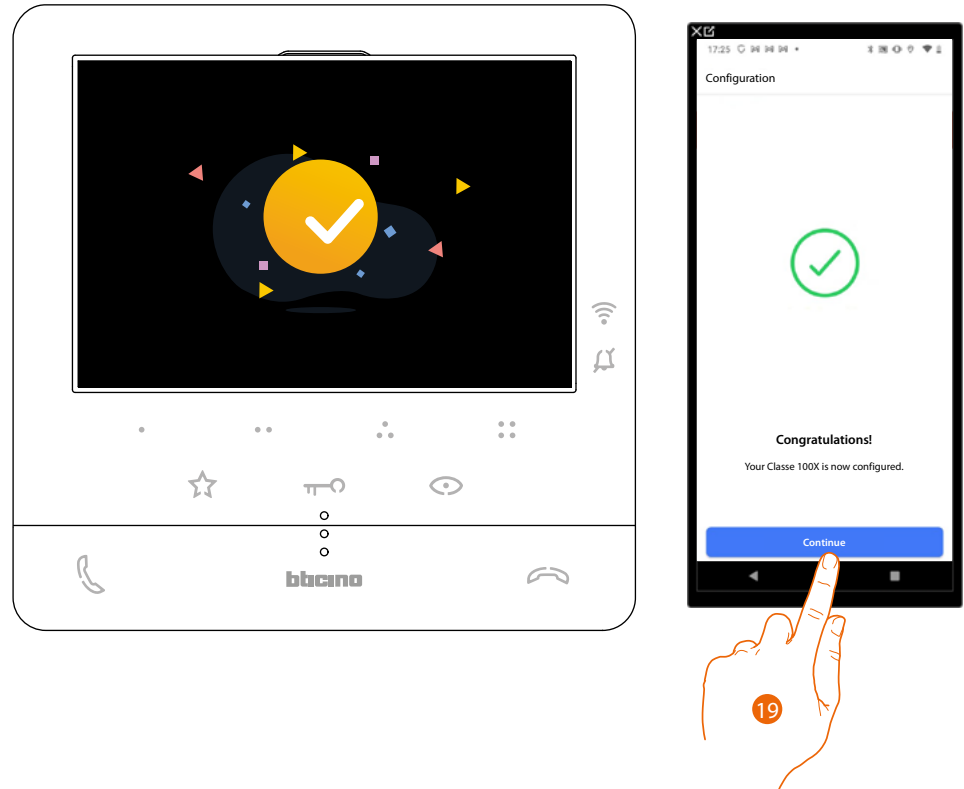 bticino
17:25
Configuration
Congratulations!
Your Classe 100X is now configured.
Continue
19